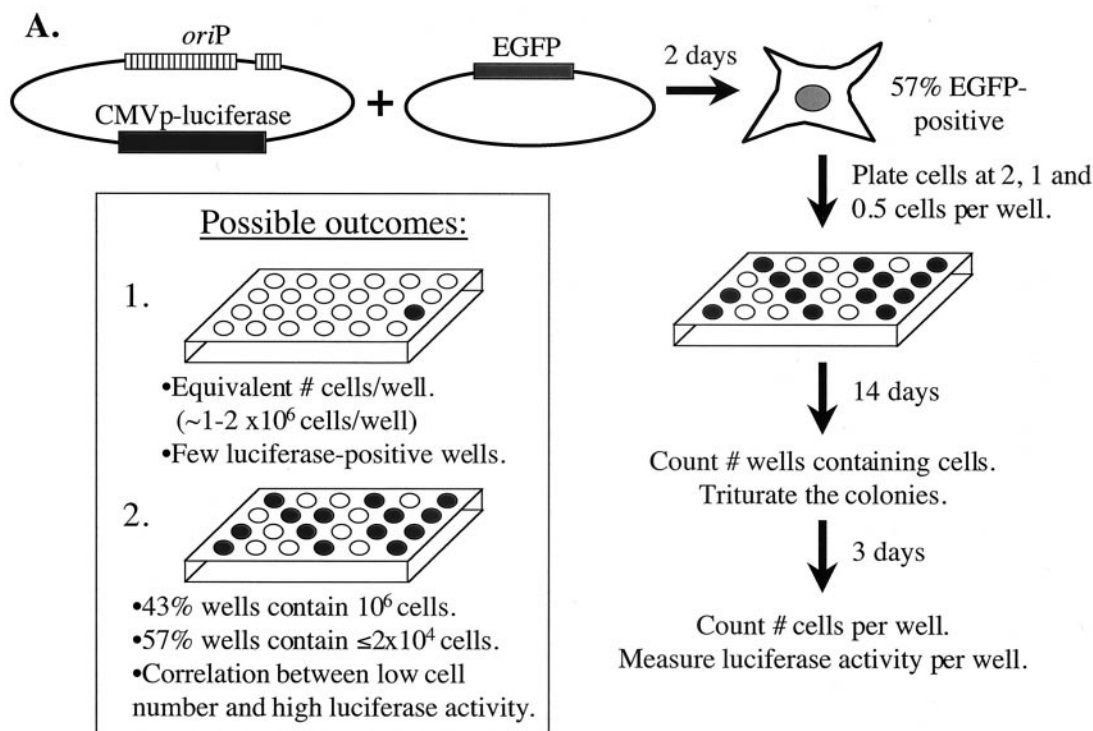 A.
oriP
CMVp-luciferase
+
EGFP
2 days
57% EGFP-
positive
Plate cells at 2, 1 and
0.5 cells per well.
14 days
Count # wells containing cells.
Triturate the colonies.
3 days
Count # cells per well.
Measure luciferase activity per well.
Possible outcomes:
1.
•Equivalent # cells/well.
(~1-2 x10⁶ cells/well)
•Few luciferase-positive wells.
2.
•43% wells contain 10⁶ cells.
•57% wells contain ≤2x10⁴ cells.
•Correlation between low cell
number and high luciferase activity.